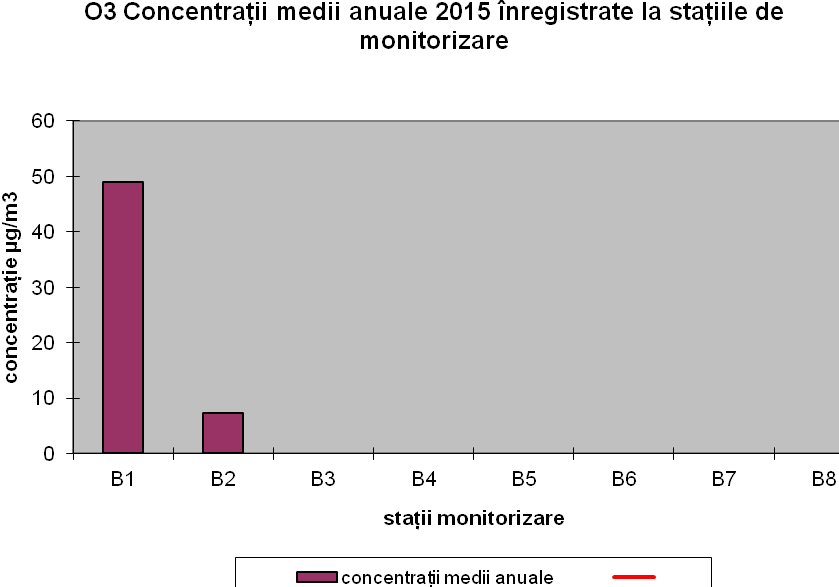 O3 Concentrații medii anuale 2015 înregistrate la stațiile de
monitorizare
60
50
40
30
20
10
0
concentrație µg/m3
B1 B2 B3 B4 B5 B6 B7 B8
stații monitorizare
concentrații medii anuale